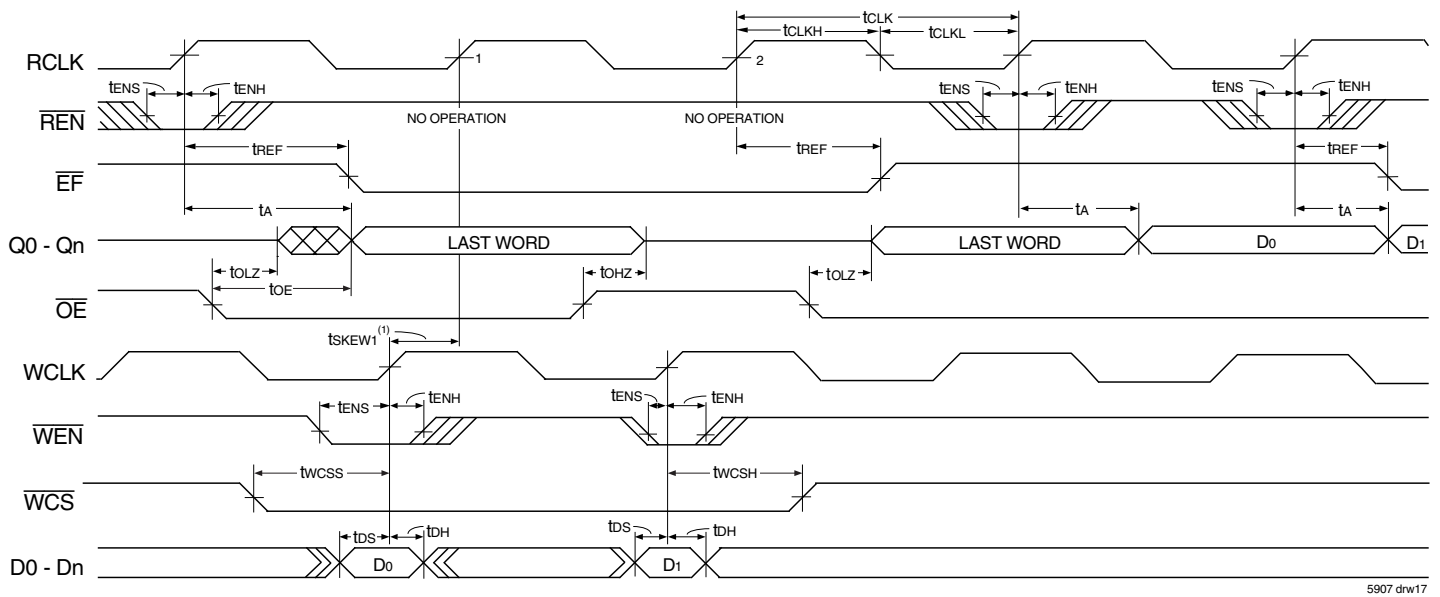 tCLK
tCLKH
tCLKL
RCLK
1
2
tENS
tENH
tENS
tENH
tENS
tENH
REN
NO OPERATION
NO OPERATION
tREF
tREF
tREF
EF
tA
tA
tA
Q0 - Qn
LAST WORD
LAST WORD
D0
D1
tOLZ
tOHZ
tOLZ
tOE
OE
tSKEW1(1)
WCLK
tENS
tENH
tENS
tENH
WEN
tWCSS
tWCSH
WCS
tDS
tDH
tDS
tDH
D0 - Dn
D0
D1
5907 drw17